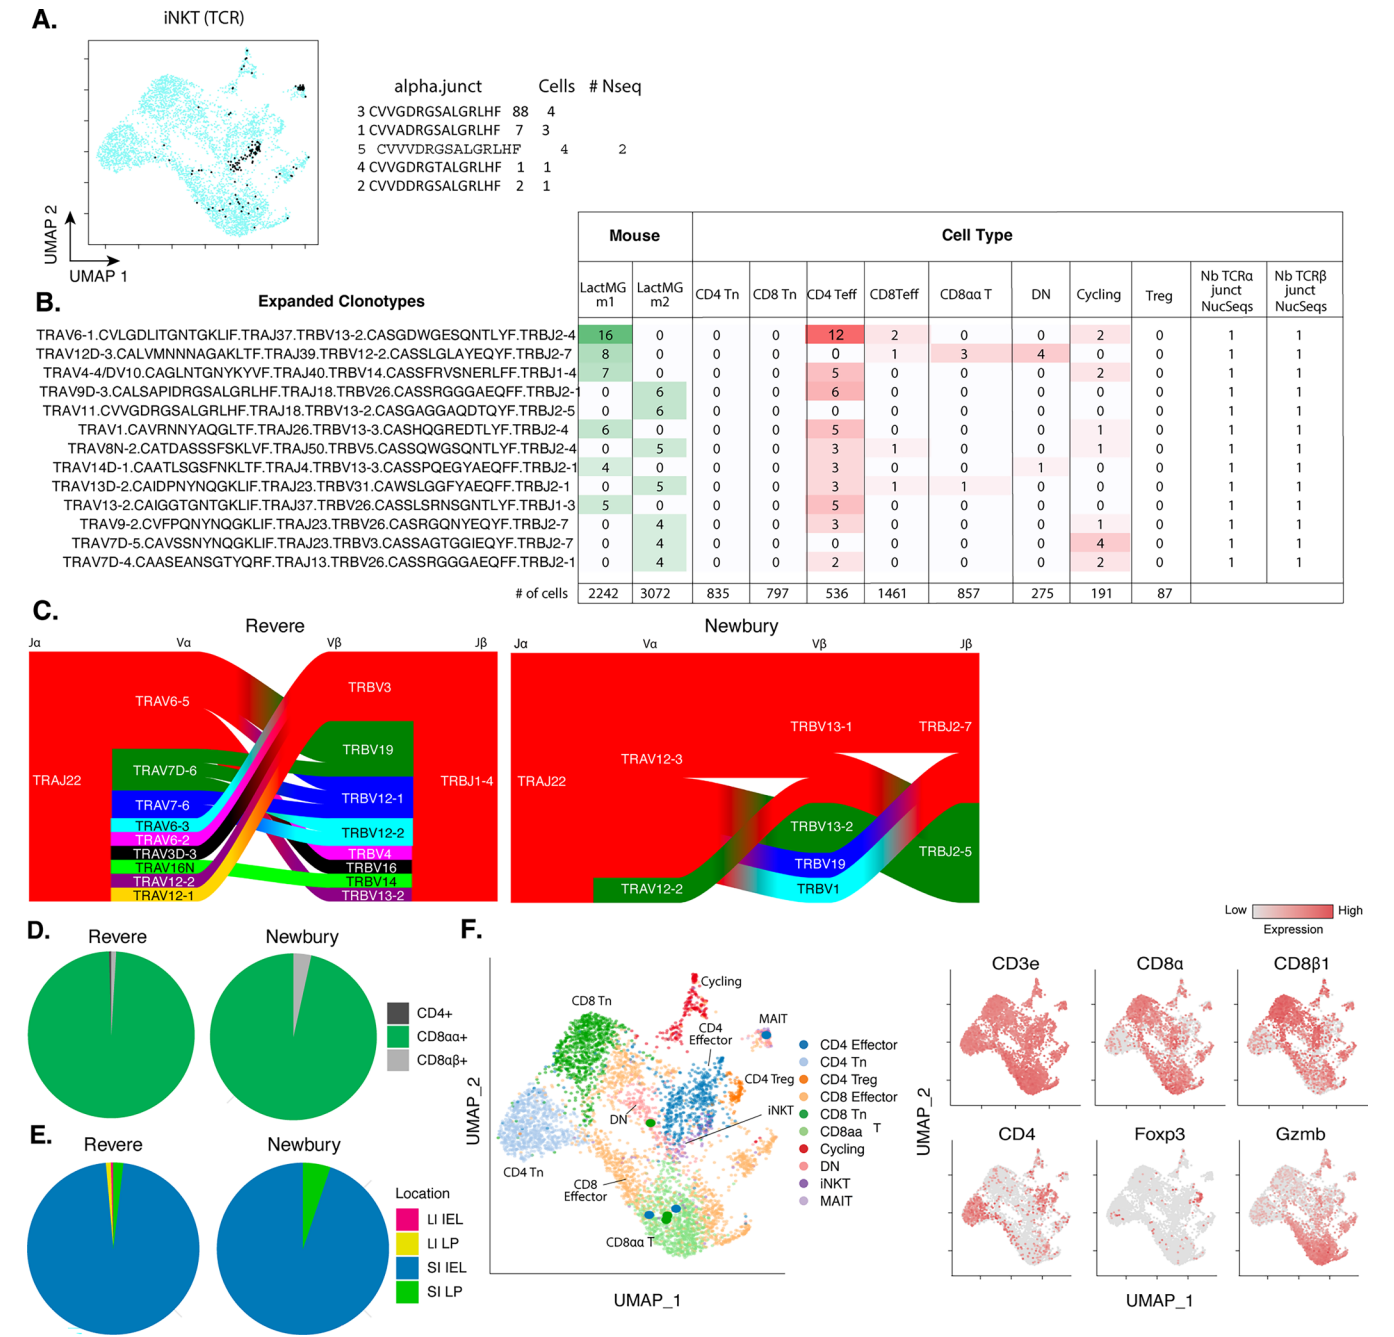 A.
iNKT (TCR)
UMAP 2
UMAP 1
alpha.junct Cells # Nseq
3 CVVGDRGSALGRLHF 88 4
1 CVVADRGSALGRLHF 7 3
5 CVVVDRGSALGRLHF 4 2
4 CVVGDRGTALGRLHF 1 1
2 CVVDDRGSALGRLHF 2 1
B.
Mouse Cell Type
Expanded Clonotypes LactMG m1 LactMG m2 CD4 Tn CD8 Tn CD4 Teff CD8Teff CD8αα T DN Cycling Treg Nb TCRα junct NucSeqs Nb TCRβ junct NucSeqs
TRAV6-1.CVLGDLITGNTGKLIF.TRAJ37.TRBV13-2.CASGDWGESQNTLYF.TRBJ2-4 16 0 0 0 12 2 0 0 2 0 1 1
TRAV12D-3.CALVMNNNAGAKLTF.TRAJ39.TRBV12-2.CASSLGLAYEQYF.TRBJ2-7 8 0 0 0 0 1 3 4 0 0 1 1
TRAV4-4/DV10.CAGLNTGNYKYVF.TRAJ40.TRBV14.CASSFRVSNERLFF.TRBJ1-4 7 0 0 0 5 0 0 0 2 0 1 1
TRAV9D-3.CALSAPIDRGSALGRLHF.TRAJ18.TRBV26.CASSRGGGAEQFF.TRBJ2-1 0 6 0 0 6 0 0 0 0 0 1 1
TRAV11.CVVGDRGSALGRLHF.TRAJ18.TRBV13-2.CASGAGGAQDTQYF.TRBJ2-5 0 6 0 0 0 0 0 0 0 0 1 1
TRAV1.CAVRNNYAQGLTF.TRAJ26.TRBV13-3.CASHQGREDTLYF.TRBJ2-4 6 0 0 0 5 0 0 0 1 0 1 1
TRAV8N-2.CATDASSSFSKLVF.TRAJ50.TRBV5.CASSQWGSQNTLYF.TRBJ2-4 0 5 0 0 3 1 0 0 1 0 1 1
TRAV14D-1.CAATLSGSFNKLTF.TRAJ4.TRBV13-3.CASSPQEGYAEQFF.TRBJ2-1 4 0 0 0 3 0 0 1 0 0 1 1
TRAV13D-2.CAIDPNYNQGKLIF.TRAJ23.TRBV31.CAWSLGGFYAEQFF.TRBJ2-1 0 5 0 0 3 1 1 0 0 0 1 1
TRAV13-2.CAIGGTGNTGKLIF.TRAJ37.TRBV26.CASSLSRNSGNTLYF.TRBJ1-3 5 0 0 0 5 0 0 0 0 0 1 1
TRAV9-2.CVFPQNYNQGKLIF.TRAJ23.TRBV26.CASRGQNYEQYF.TRBJ2-7 0 4 0 0 3 0 0 0 1 0 1 1
TRAV7D-5.CAVSSNYNQGKLIF.TRAJ23.TRBV3.CASSAGTGGIEQYF.TRBJ2-7 0 4 0 0 0 0 0 0 4 0 1 1
TRAV7D-4.CAASEANSGTYQRF.TRAJ13.TRBV26.CASSRGGGAEQFF.TRBJ2-1 0 4 0 0 2 0 0 0 2 0 1 1
# of cells 2242 3072 835 797 536 1461 857 275 191 87
C.
Revere
Jα Vα Vβ Jβ
TRAJ22
TRAV6-5
TRAV7D-6
TRAV7-6
TRAV6-3
TRAV6-2
TRAV3D-3
TRAV16N
TRAV12-2
TRAV12-1
TRBV3
TRBV19
TRBV12-1
TRBV12-2
TRBV4
TRBV16
TRBV14
TRBV13-2
TRBJ1-4
Newbury
Jα Vα Vβ Jβ
TRAJ22
TRAV12-3
TRAV12-2
TRBV13-1
TRBV13-2
TRBV19
TRBV1
TRBJ2-7
TRBJ2-5
D.
Revere Newbury
CD4+
CD8αα+
CD8αβ+
E.
Revere Newbury
Location
LI IEL
LI LP
SI IEL
SI LP
F.
UMAP_2
UMAP_1
CD8 Tn
Cycling
CD4 Effector
MAIT
CD4 Treg
iNKT
DN
CD4 Tn
CD8 Effector
CD8αα T
CD4 Effector
CD4 Tn
CD4 Treg
CD8 Effector
CD8 Tn
CD8aa T
Cycling
DN
iNKT
MAIT
Low High
Expression
CD3e CD8α CD8β1
CD4 Foxp3 Gzmb
UMAP_2
UMAP_1